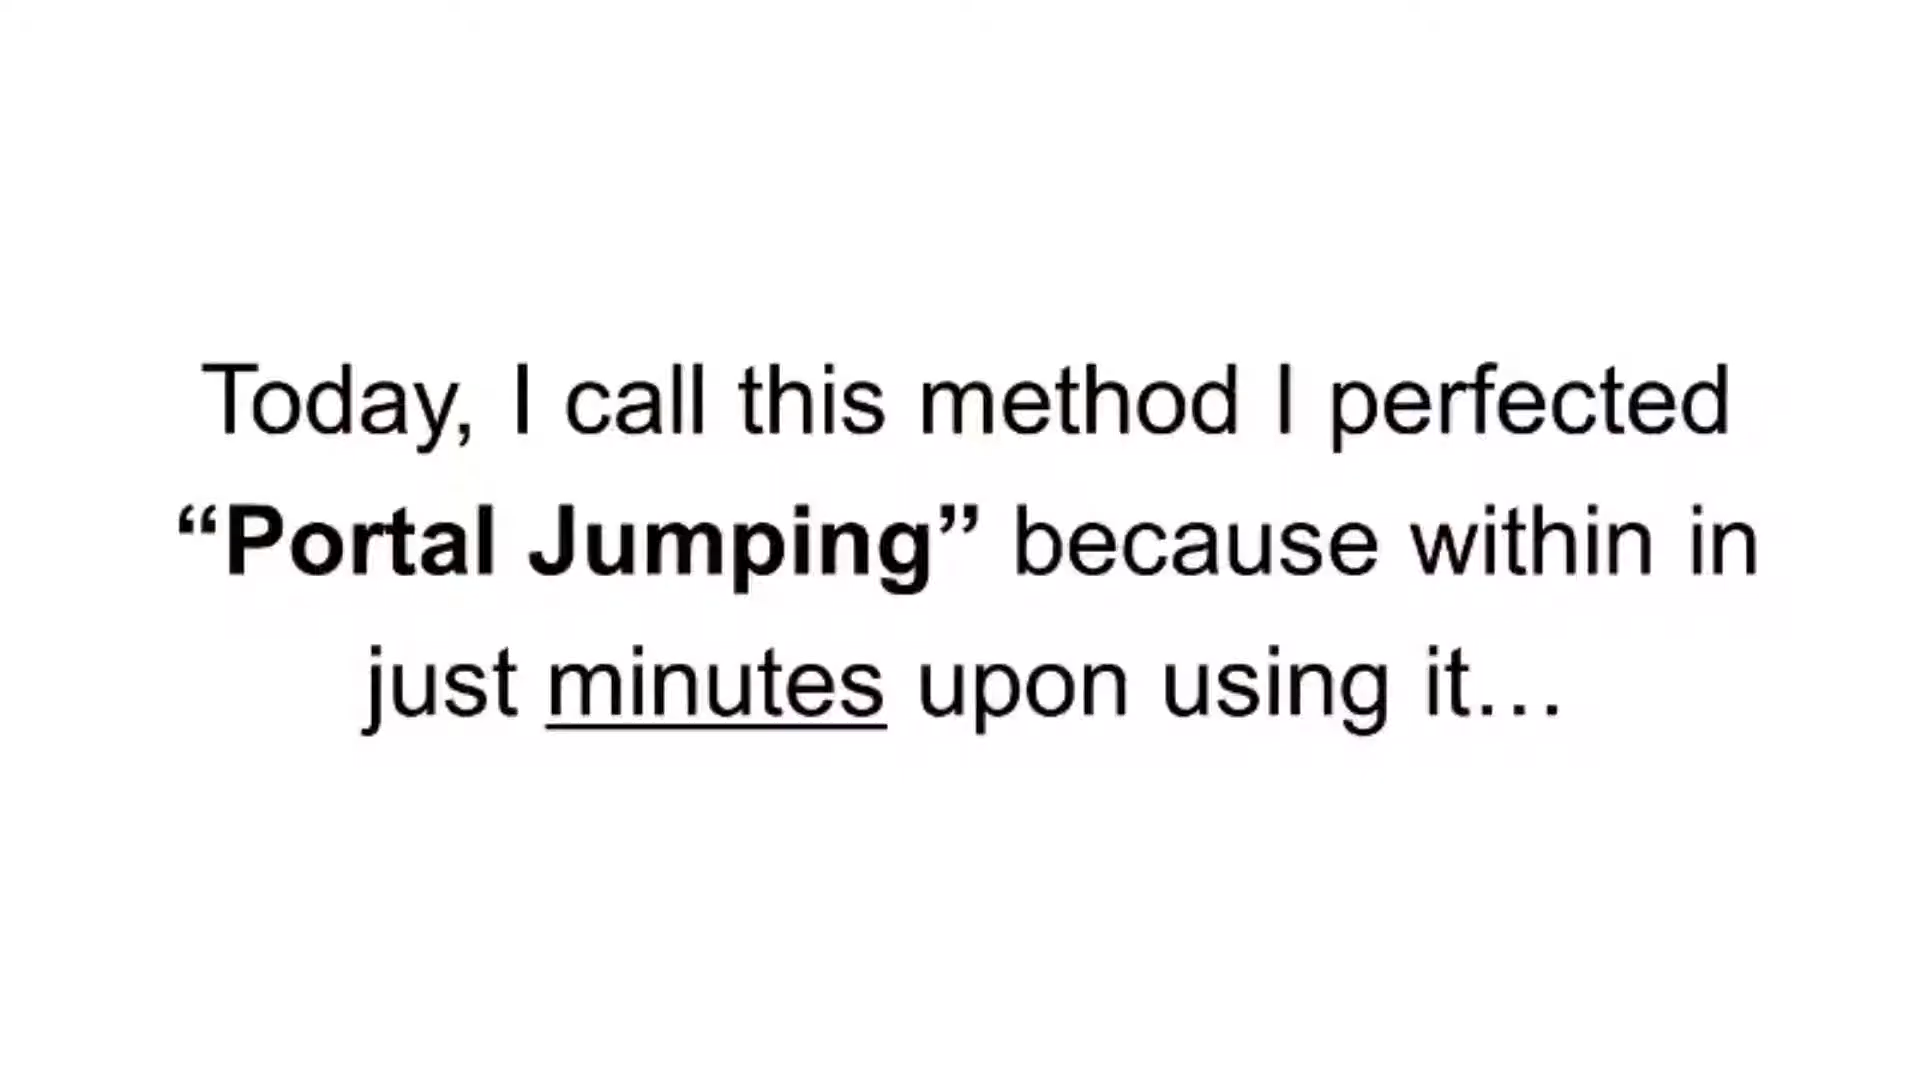 Today, I call this method I perfected
“Portal Jumping” because within in
just minutes upon using it…